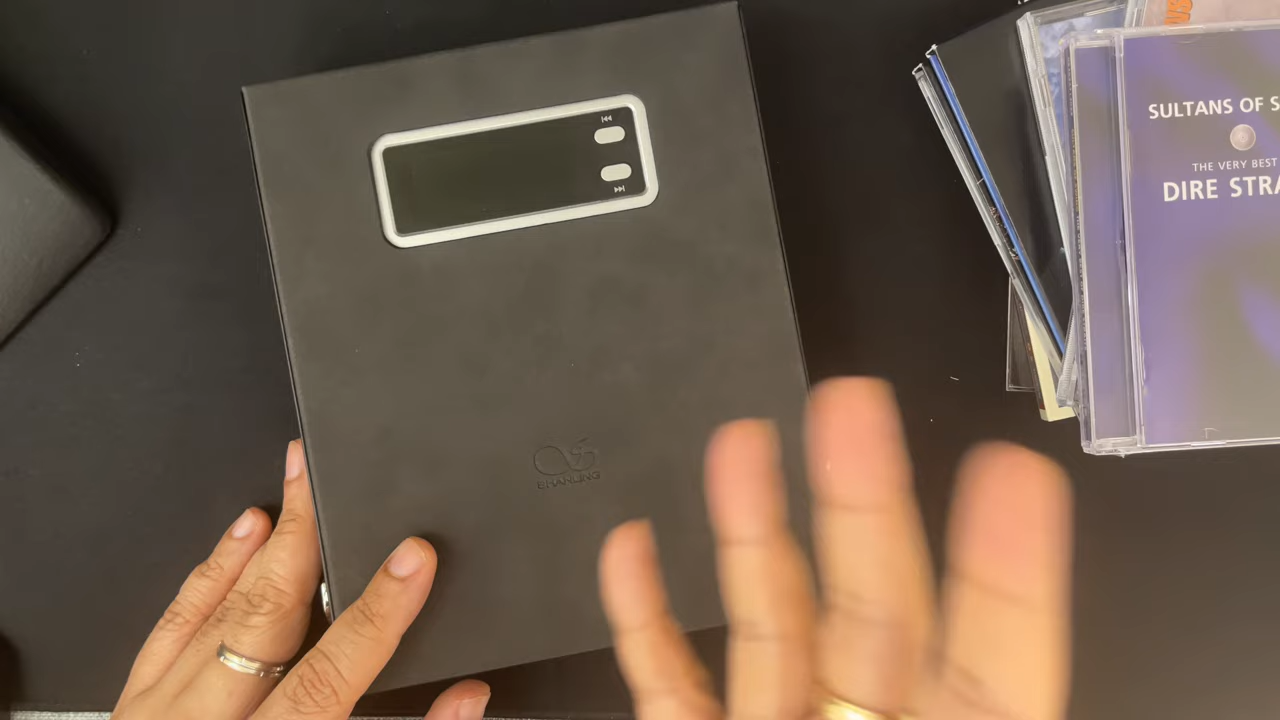 SHANLING
SULTANS OF S
THE VERY BEST
DIRE STRA